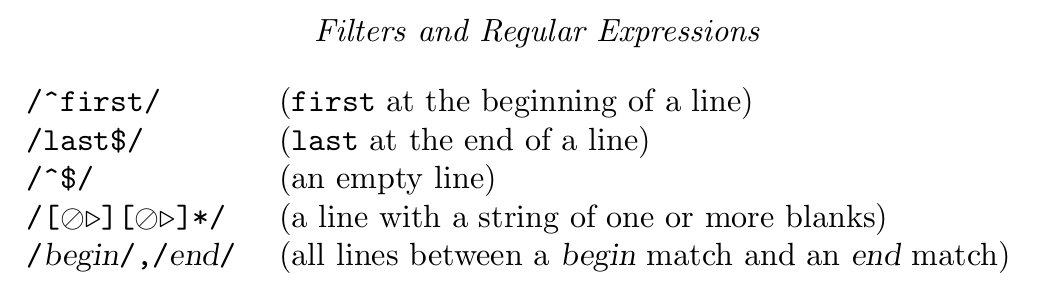 Filters and Regular Expressions
/^first/ (first at the beginning of a line)
/last$/ (last at the end of a line)
/^$/ (an empty line)
/[⊘▷][⊘▷]*/ (a line with a string of one or more blanks)
/begin/,/end/ (all lines between a begin match and an end match)